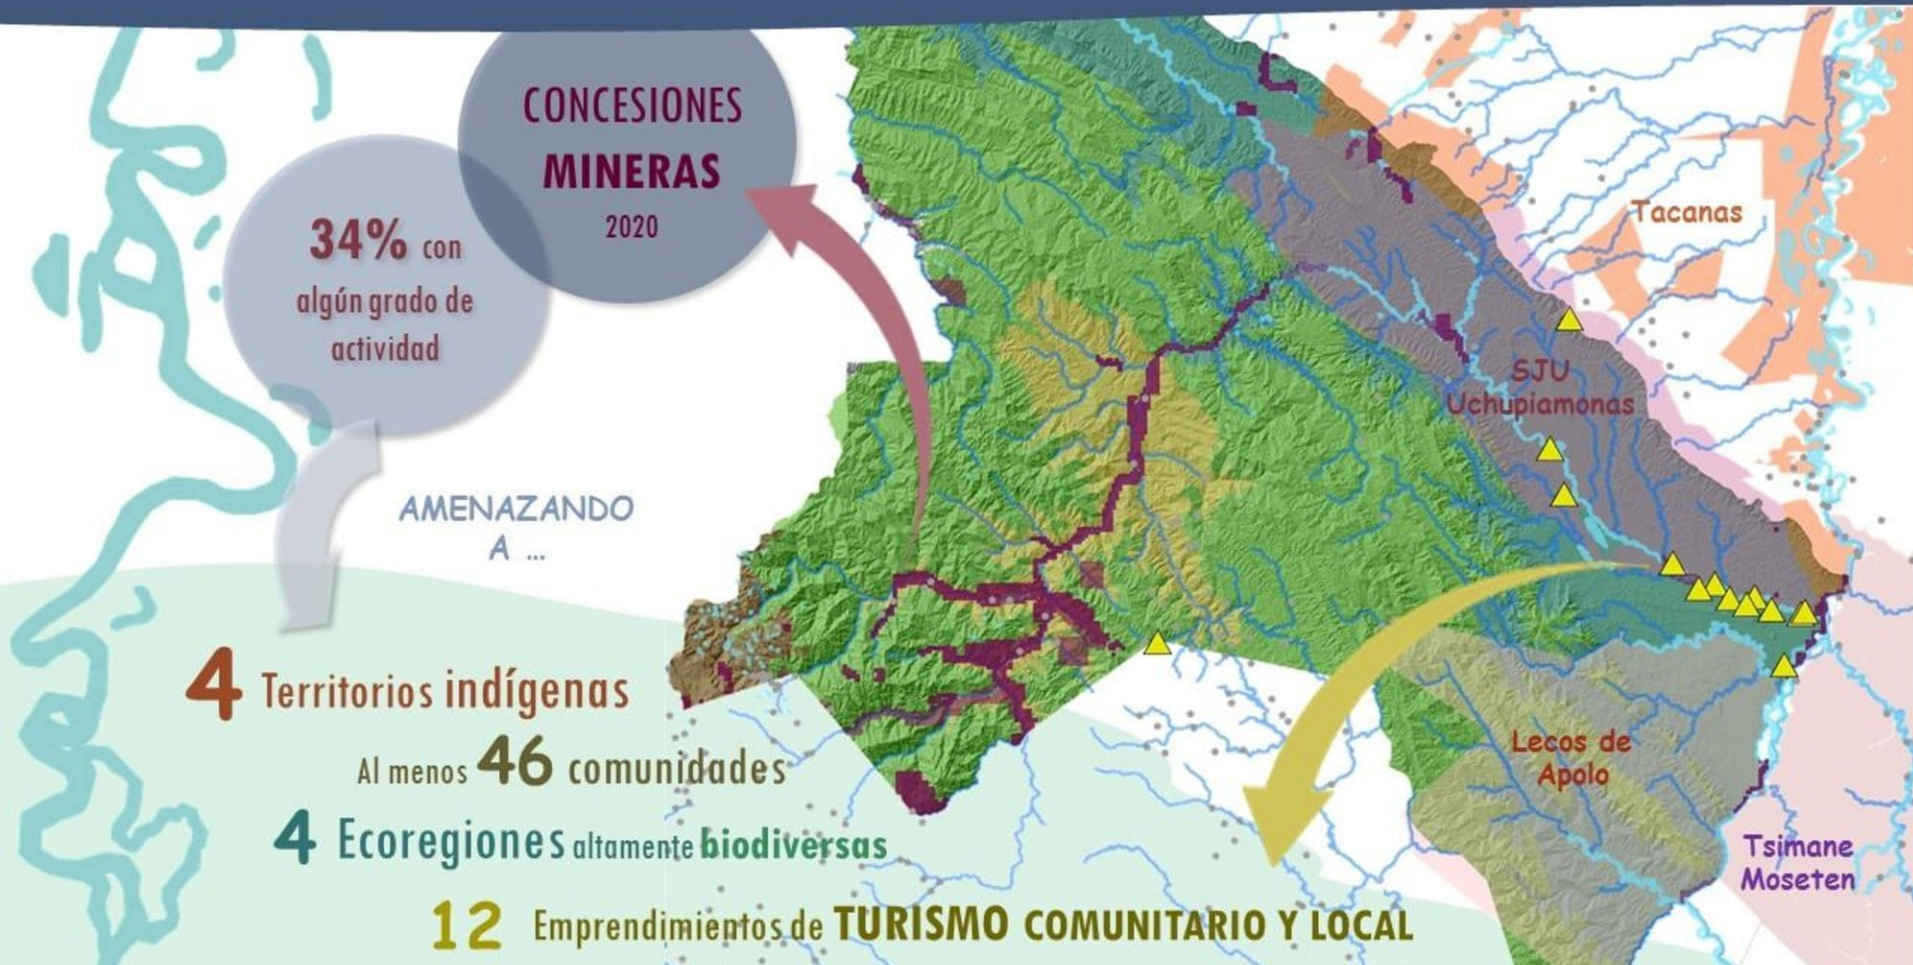 CONCESIONES
MINERAS
2020
34% con
algún grado de
actividad
AMENAZANDO
A ...
4 Territorios indígenas
Al menos 46 comunidades
4 Ecoregiones altamente biodiversas
12 Emprendimientos de TURISMO COMUNITARIO Y LOCAL
Tacanas
SJU
Uchupiamonas
Lecos de
Apolo
Tsimane
Moseten